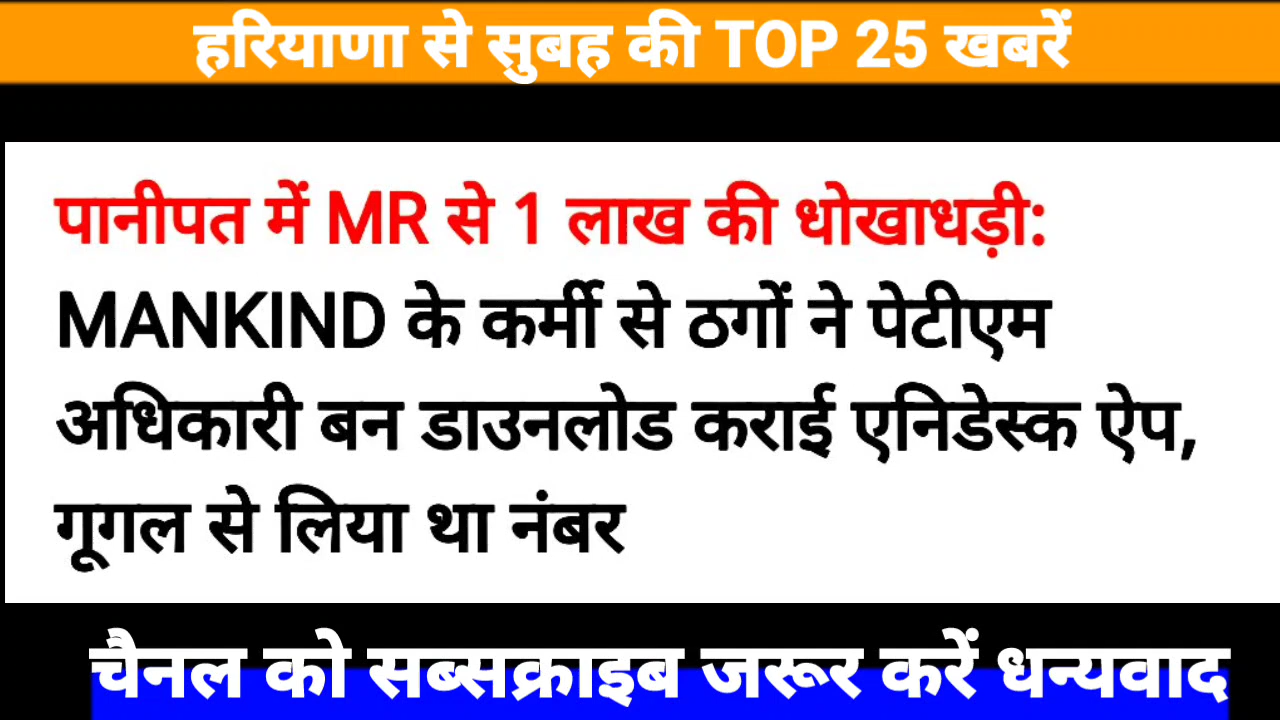 हरियाणा से सुबह की TOP 25 खबरें
पानीपत में MR से 1 लाख की धोखाधड़ी:
MANKIND के कर्मी से ठगों ने पेटीएम
अधिकारी बन डाउनलोड कराई एनिडेस्क ऐप,
गूगल से लिया था नंबर
चैनल को सब्सक्राइब जरूर करें धन्यवाद